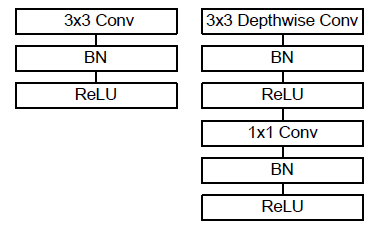 3x3 Conv
BN
ReLU
3x3 Depthwise Conv
BN
ReLU
1x1 Conv
BN
ReLU